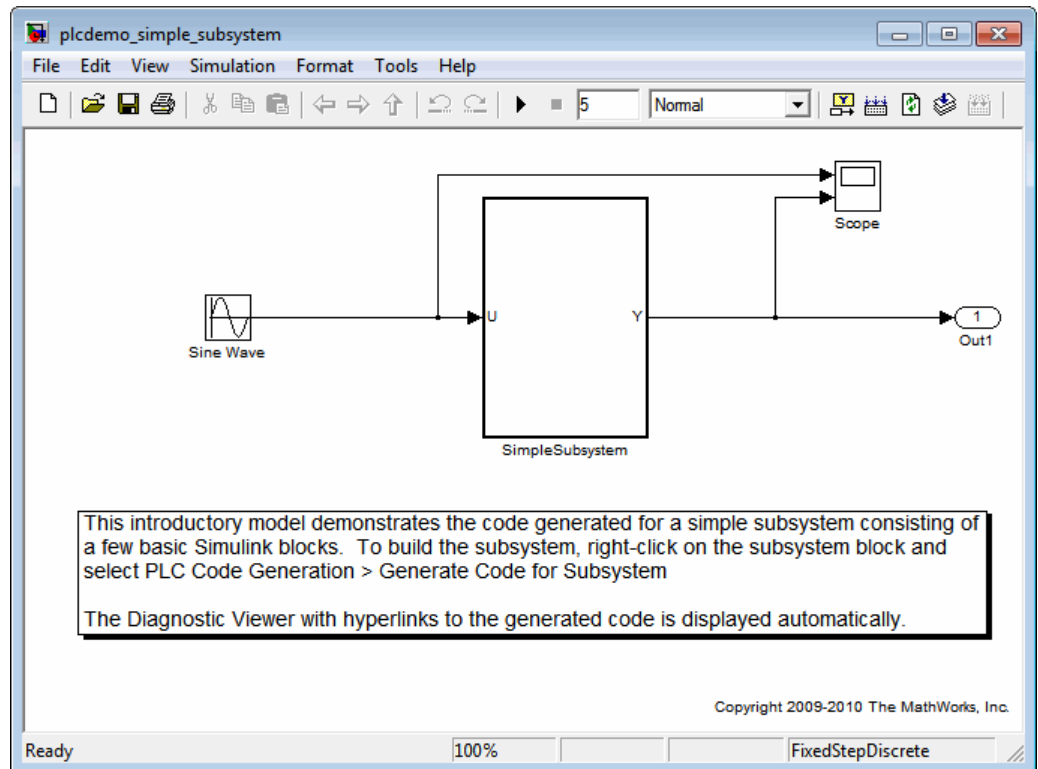 plcdemo_simple_subsystem
File Edit View Simulation Format Tools Help
5 Normal
Scope
U Y
1
Out1
Sine Wave
SimpleSubsystem
This introductory model demonstrates the code generated for a simple subsystem consisting of
a few basic Simulink blocks. To build the subsystem, right-click on the subsystem block and
select PLC Code Generation > Generate Code for Subsystem
The Diagnostic Viewer with hyperlinks to the generated code is displayed automatically.
Copyright 2009-2010 The MathWorks, Inc.
Ready 100% FixedStepDiscrete